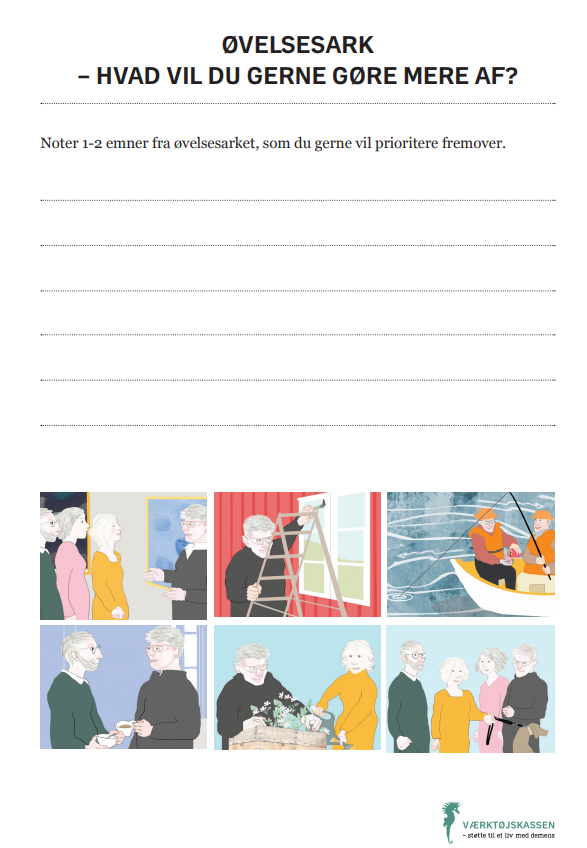 ØVELSESARK
– HVAD VIL DU GERNE GØRE MERE AF?
Noter 1-2 emner fra øvelsesarket, som du gerne vil prioritere fremover.
VÆRKTØJSKASSEN
– støtte til et liv med demens